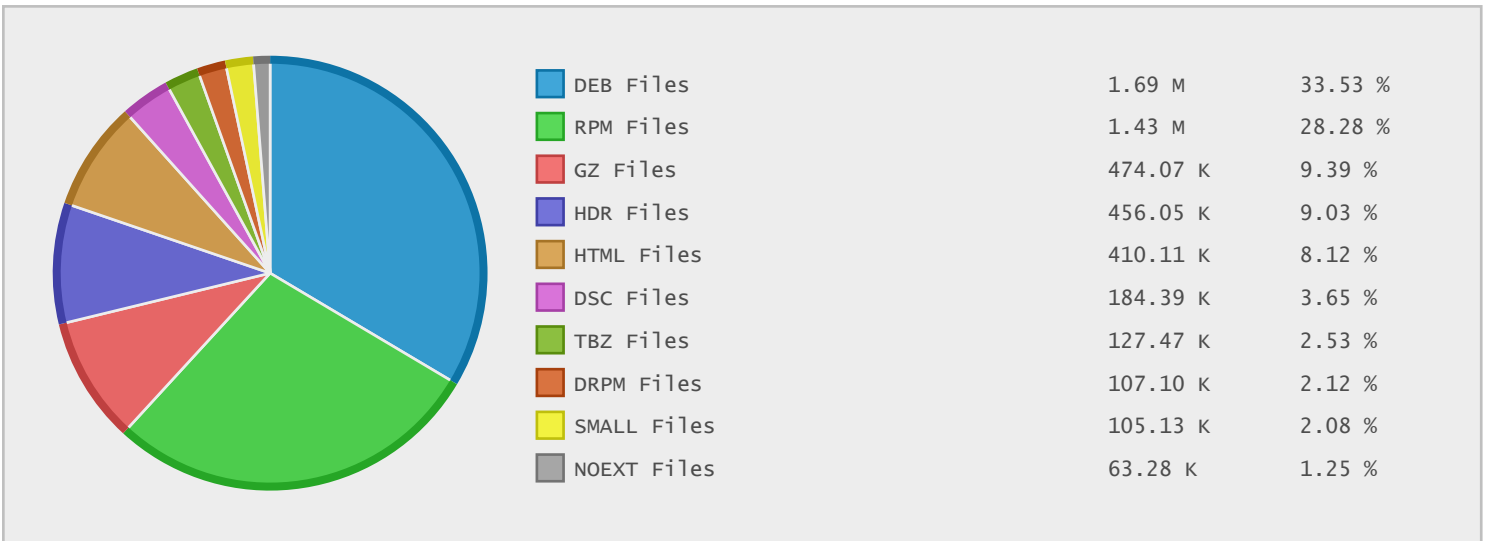 DEB Files 1.69 M 33.53 %
RPM Files 1.43 M 28.28 %
GZ Files 474.07 K 9.39 %
HDR Files 456.05 K 9.03 %
HTML Files 410.11 K 8.12 %
DSC Files 184.39 K 3.65 %
TBZ Files 127.47 K 2.53 %
DRPM Files 107.10 K 2.12 %
SMALL Files 105.13 K 2.08 %
NOEXT Files 63.28 K 1.25 %